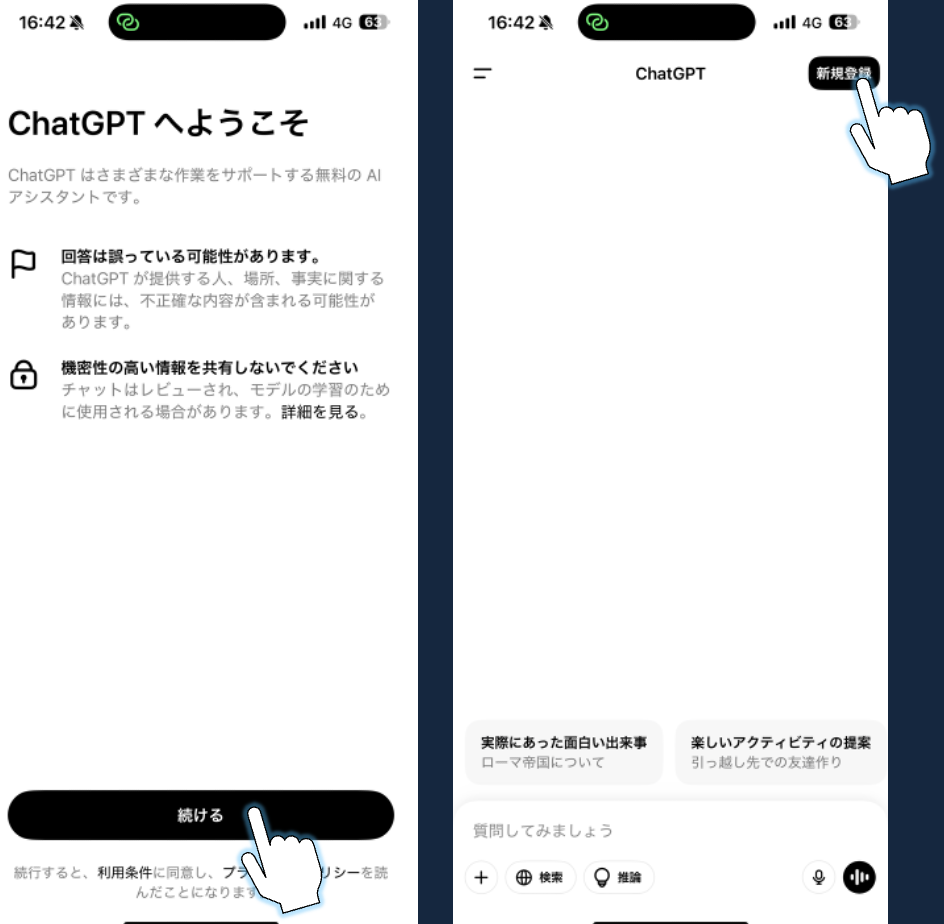 16:42
4G 63
ChatGPT へようこそ
ChatGPT はさまざまな作業をサポートする無料の AI
アシスタントです。
回答は誤っている可能性があります。
ChatGPT が提供する人、場所、事実に関する
情報には、不正確な内容が含まれる可能性が
あります。
機密性の高い情報を共有しないでください
チャットはレビューされ、モデルの学習のため
に使用される場合があります。詳細を見る。
続ける
続行すると、利用条件に同意し、プラ リシーを読
んだことになります
16:42
4G 63
ChatGPT
新規登録
実際にあった面白い出来事
ローマ帝国について
楽しいアクティビティの提案
引っ越し先での友達作り
質問してみましょう
検索
推論